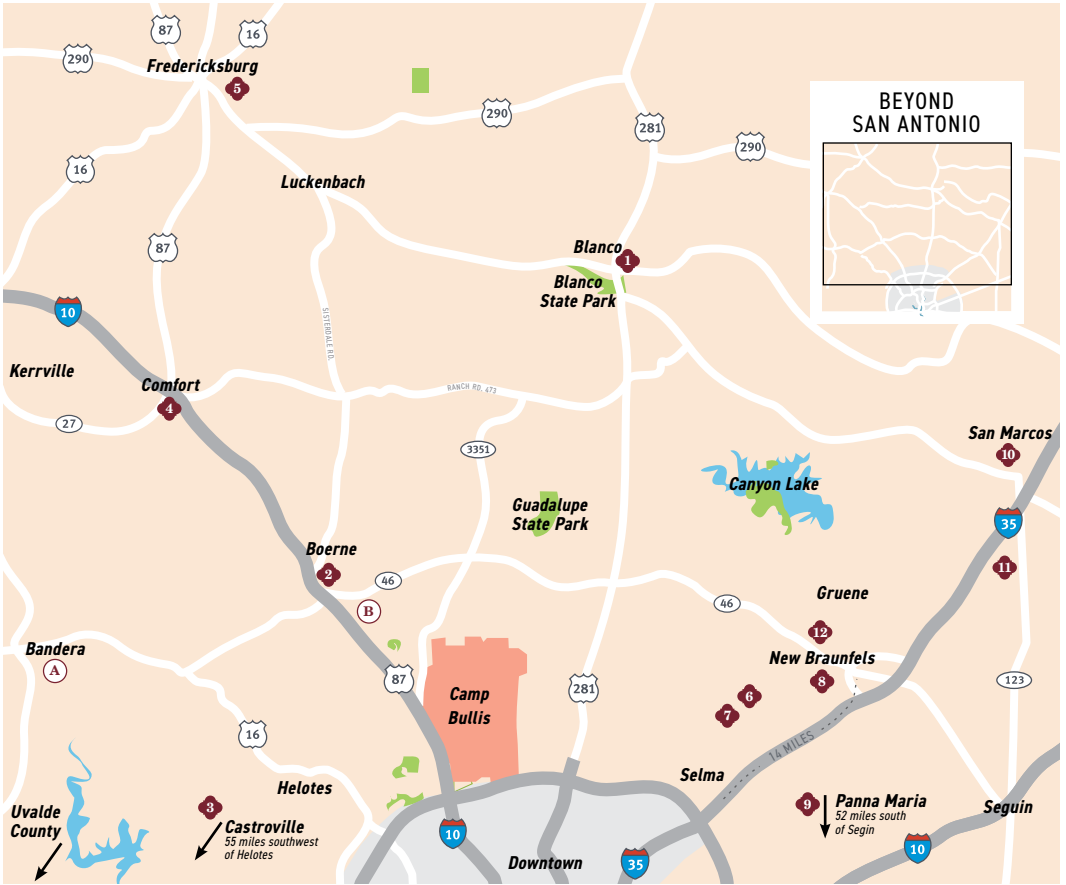 87
16
290
Fredericksburg
5
290
281
290
BEYOND
SAN ANTONIO
16
Luckenbach
87
Blanco
1
Blanco
State Park
10
SISTERDALE RD.
Kerrville
Comfort
4
RANCH RD. 473
27
3351
San Marcos
10
Canyon Lake
Guadalupe
State Park
35
Boerne
2
46
B
11
46
Gruene
12
Bandera
A
New Braunfels
8
87
Camp
Bullis
281
6
7
123
16
14 MILES
Selma
Helotes
Uvalde
County
3
Castroville
55 miles southwest
of Helotes
9
Panna Maria
52 miles south
of Segin
Seguin
10
Downtown
35
10